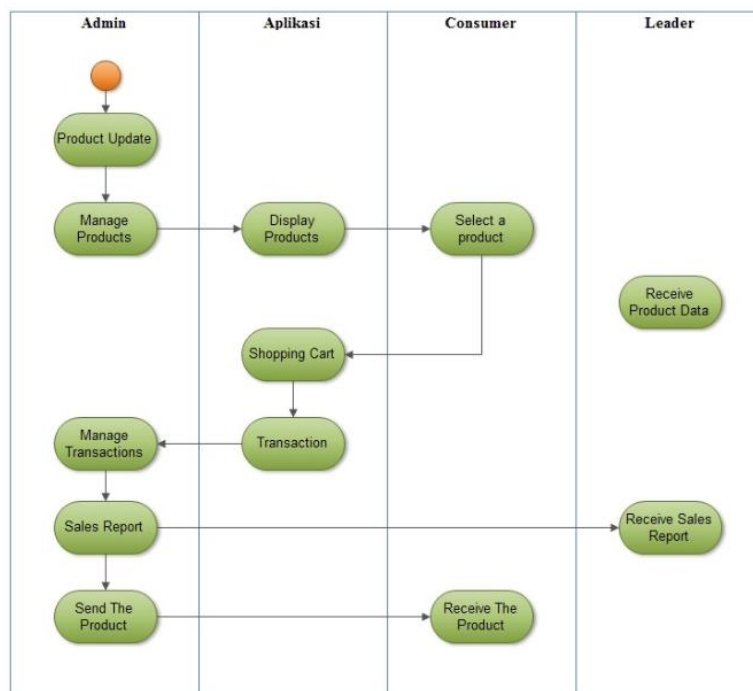 Admin
Aplikasi
Consumer
Leader
Product Update
Manage
Products
Display
Products
Select a
product
Receive
Product Data
Shopping Cart
Manage
Transactions
Transaction
Sales Report
Receive Sales
Report
Send The
Product
Receive The
Product